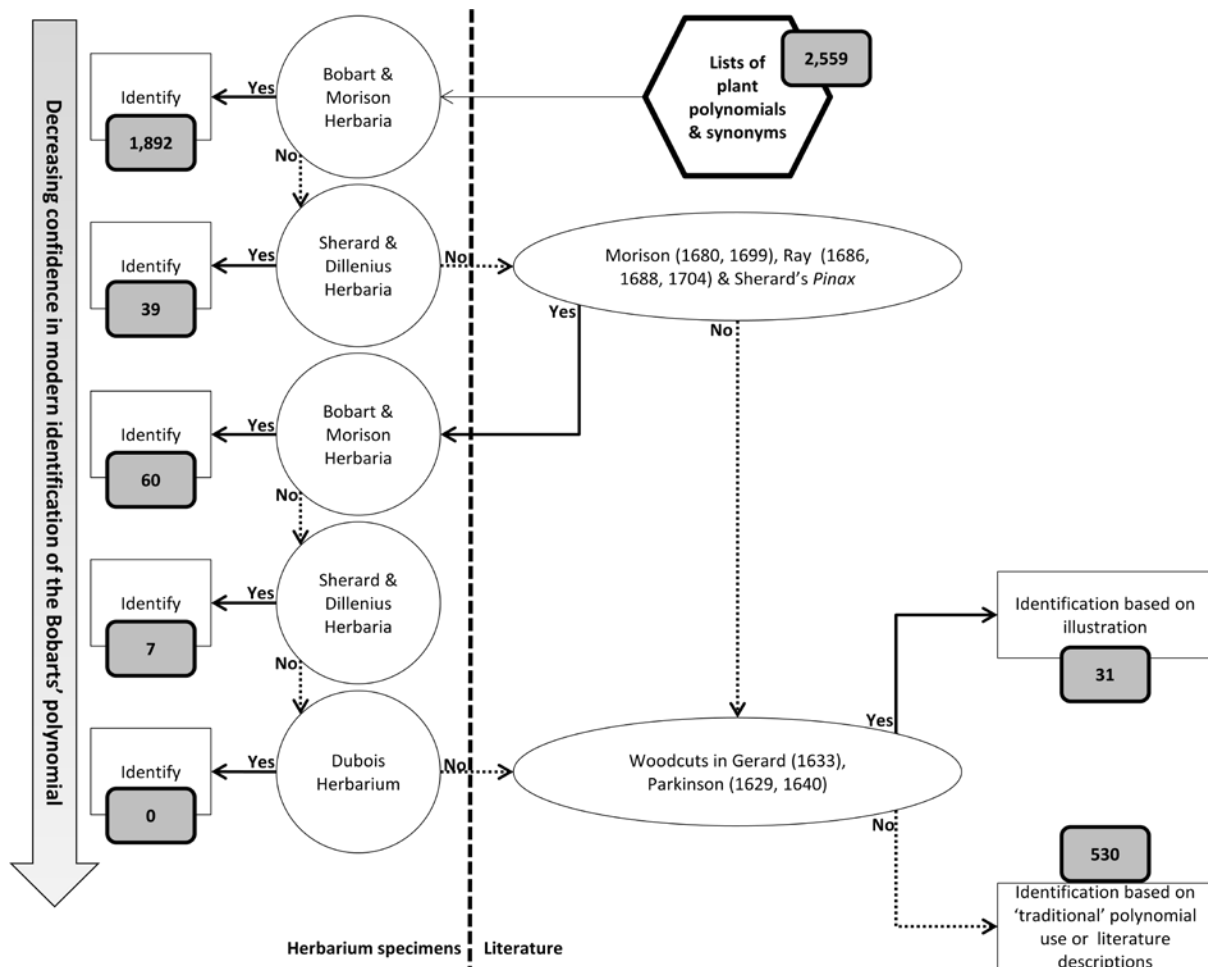 Decreasing confidence in modern identification of the Bobarts' polynomial
Identify
1,892
Yes
Bobart &
Morison
Herbaria
No
2,559
Lists of
plant
polynomials
& synonyms
Identify
39
Yes
Sherard &
Dillenius
Herbaria
No
Morison (1680, 1699), Ray (1686,
1688, 1704) & Sherard's Pinax
Yes
No
Identify
60
Yes
Bobart &
Morison
Herbaria
No
Identify
7
Yes
Sherard &
Dillenius
Herbaria
No
Identification based on
illustration
31
Identify
0
Yes
Dubois
Herbarium
No
Woodcuts in Gerard (1633),
Parkinson (1629, 1640)
Yes
No
530
Identification based on
'traditional' polynomial
use or literature
descriptions
Herbarium specimens
Literature